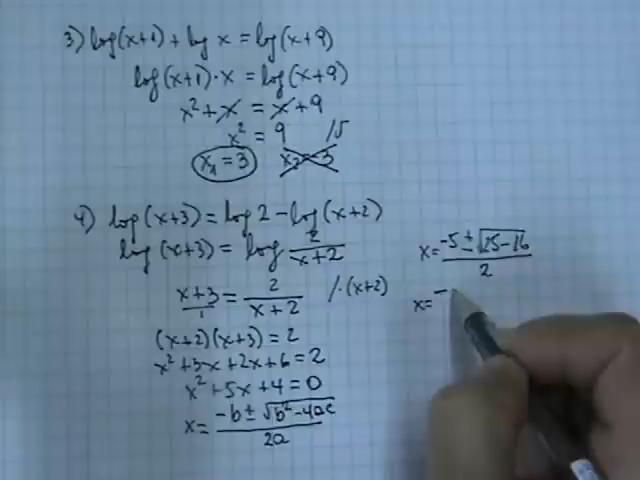 3) log(x+1) + log x = log(x+9)
log(x+1)·x = log(x+9)
x² + x = x + 9
x² = 9 /√
x₁ = 3 x₂ = -3
4) log(x+3) = log 2 - log(x+2)
log(x+3) = log 2/(x+2)
(x+3)/1 = 2/(x+2) /·(x+2)
(x+2)(x+3) = 2
x² + 3x + 2x + 6 = 2
x² + 5x + 4 = 0
x = (-b ± √(b² - 4ac))/2a
x = (-5 ± √(25-16))/2
x = -